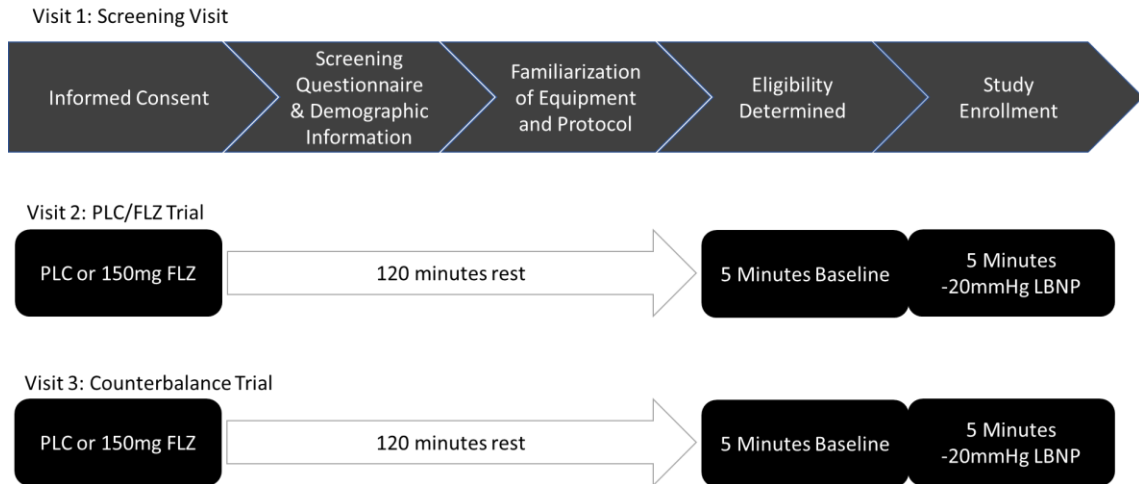 Visit 1: Screening Visit
Informed Consent
Screening
Questionnaire
& Demographic
Information
Familiarization
of Equipment
and Protocol
Eligibility
Determined
Study
Enrollment
Visit 2: PLC/FLZ Trial
PLC or 150mg FLZ
120 minutes rest
5 Minutes Baseline
5 Minutes
-20mmHg LBNP
Visit 3: Counterbalance Trial
PLC or 150mg FLZ
120 minutes rest
5 Minutes Baseline
5 Minutes
-20mmHg LBNP